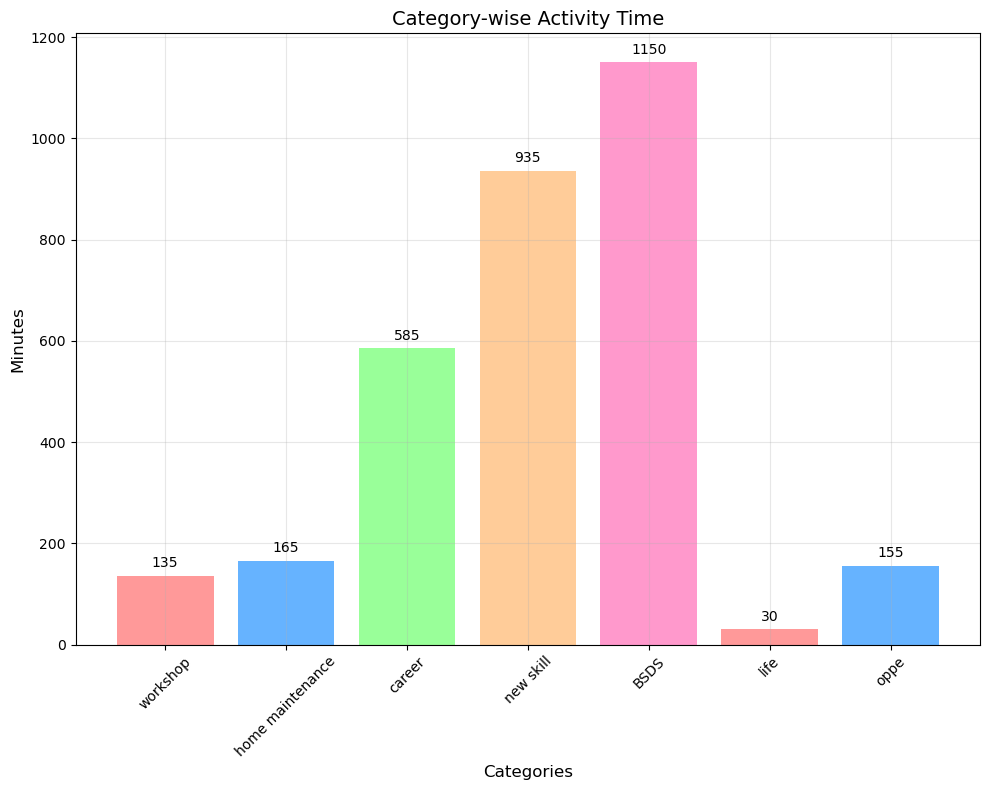 Category-wise Activity Time
1200
1000
800
600
400
200
0
Minutes
135
165
585
935
1150
30
155
workshop
home maintenance
career
new skill
BSDS
life
oppe
Categories